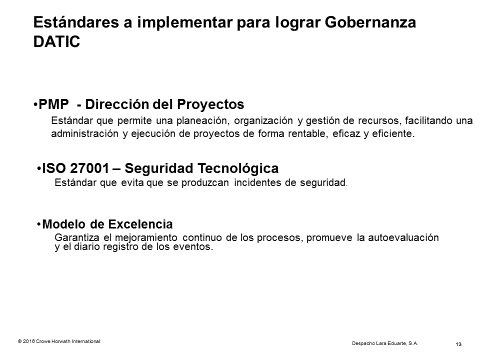 Estándares a implementar para lograr Gobernanza
DATIC
•PMP - Dirección del Proyectos
Estándar que permite una planeación, organización y gestión de recursos, facilitando una
administración y ejecución de proyectos de forma rentable, eficaz y eficiente.
•ISO 27001 – Seguridad Tecnológica
Estándar que evita que se produzcan incidentes de seguridad.
•Modelo de Excelencia
Garantiza el mejoramiento continuo de los procesos, promueve la autoevaluación
y el diario registro de los eventos.
© 2016 Crowe Horwath International
Despacho Lara Eduarte, S.A.